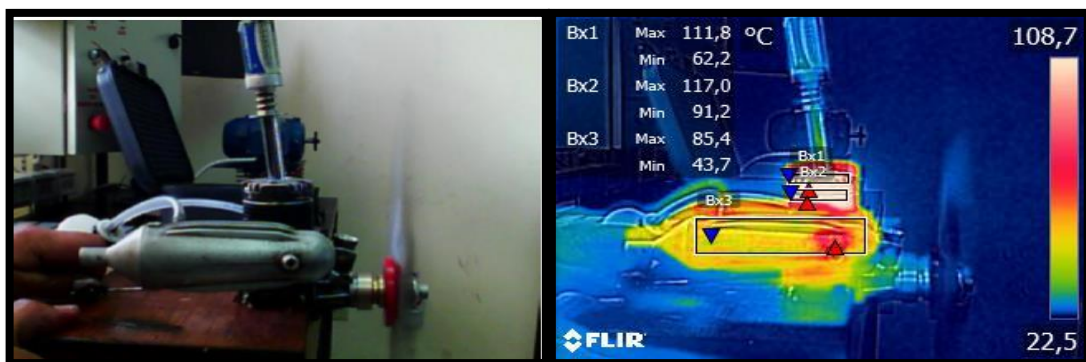 Bx1 Max 111,8 °C
Min 62,2
Bx2 Max 117,0
Min 91,2
Bx3 Max 85,4
Min 43,7
108,7
Bx1
Bx2
Bx3
FLIR
22,5